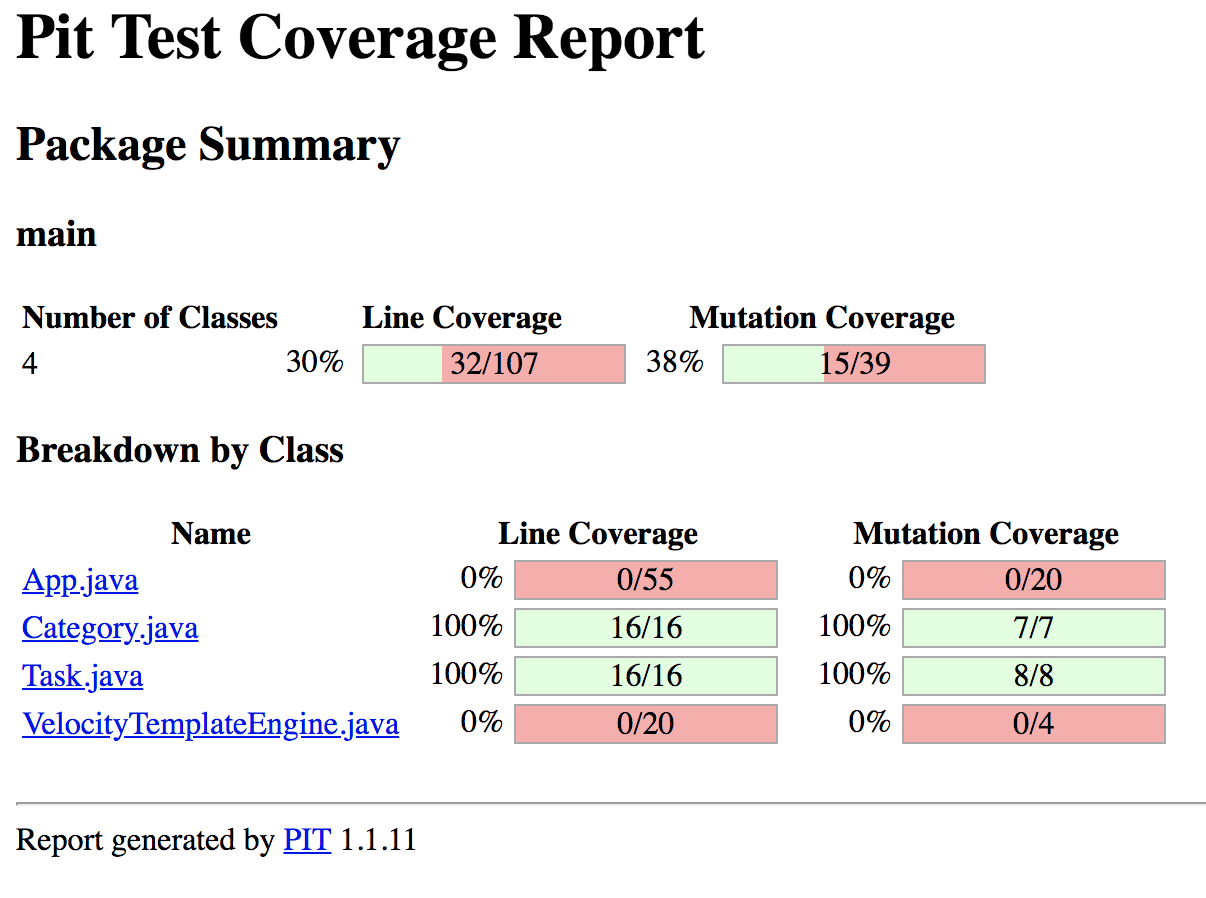 Pit Test Coverage Report
Package Summary
main
Number of Classes Line Coverage Mutation Coverage
4 30% 32/107 38% 15/39
Breakdown by Class
Name Line Coverage Mutation Coverage
App.java 0% 0/55 0% 0/20
Category.java 100% 16/16 100% 7/7
Task.java 100% 16/16 100% 8/8
VelocityTemplateEngine.java 0% 0/20 0% 0/4
Report generated by PIT 1.1.11